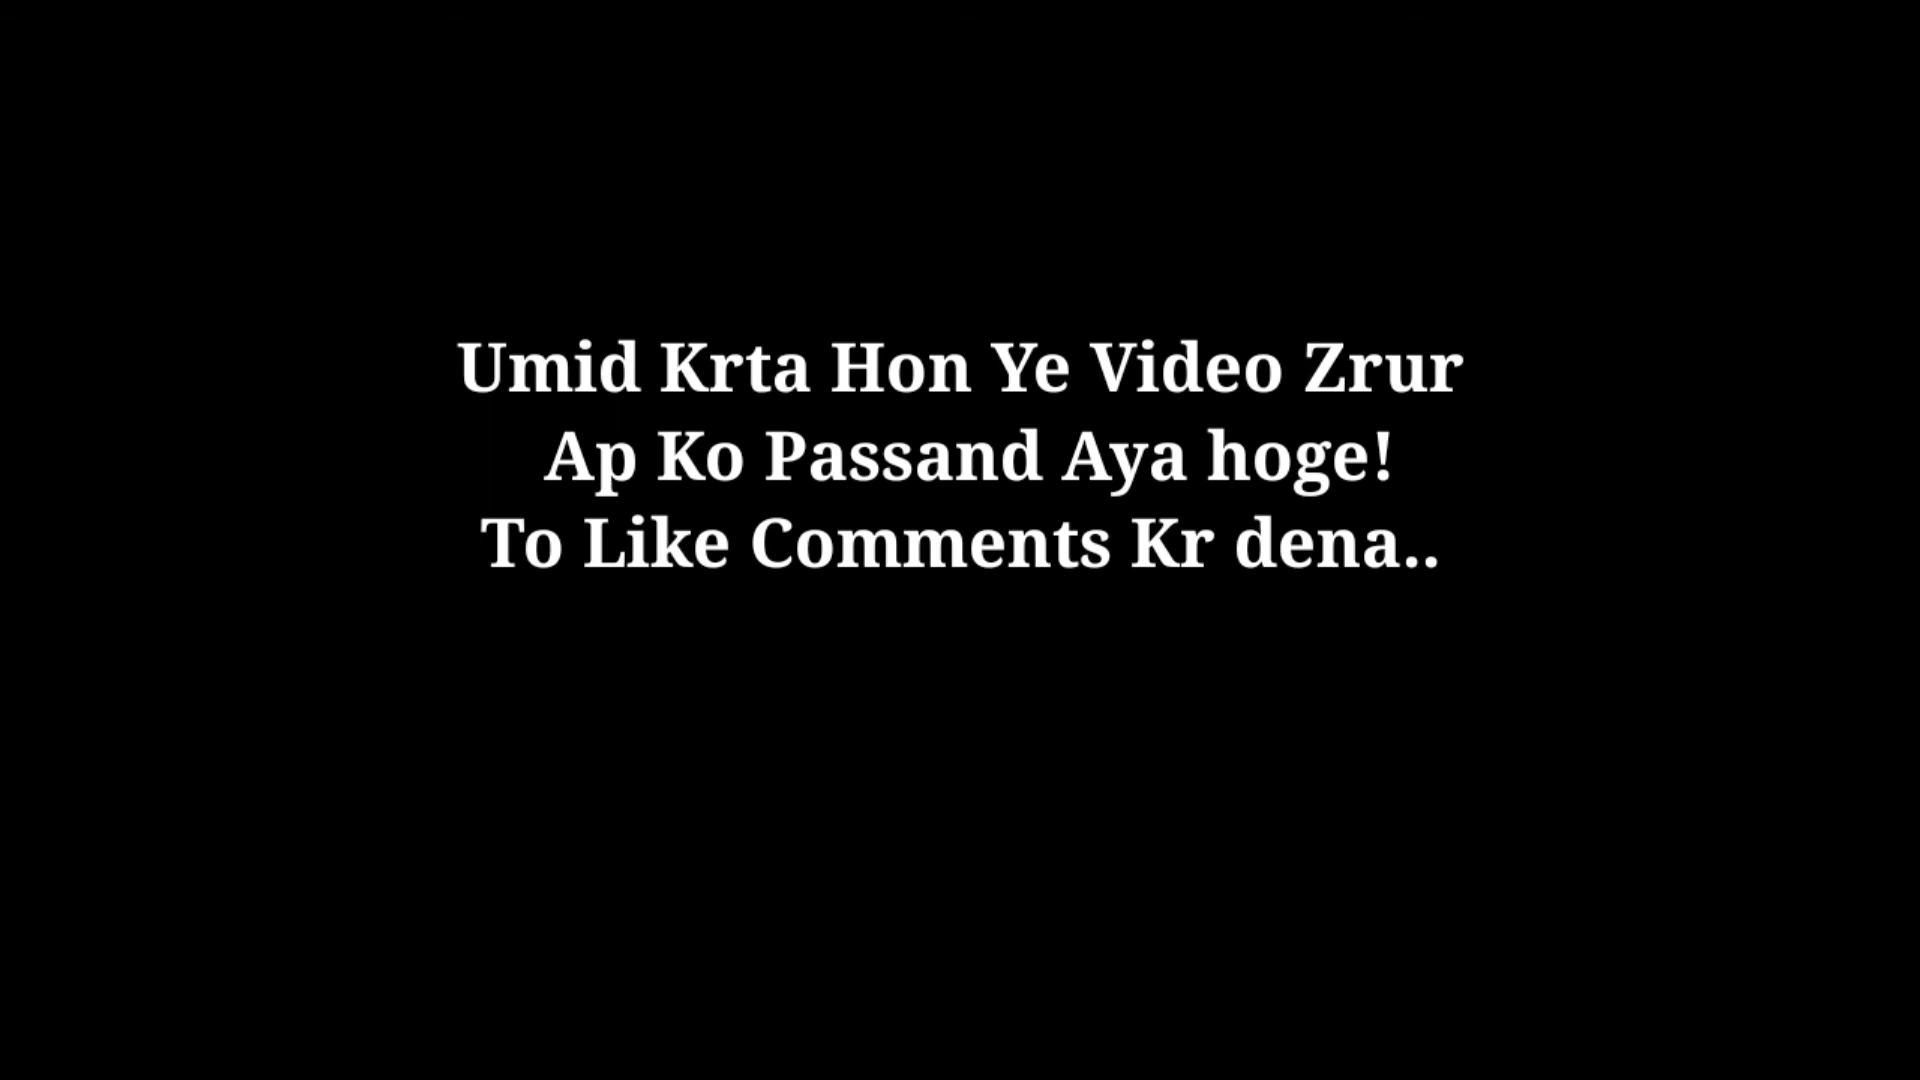 Umid Krta Hon Ye Video Zrur
Ap Ko Passand Aya hoge!
To Like Comments Kr dena..